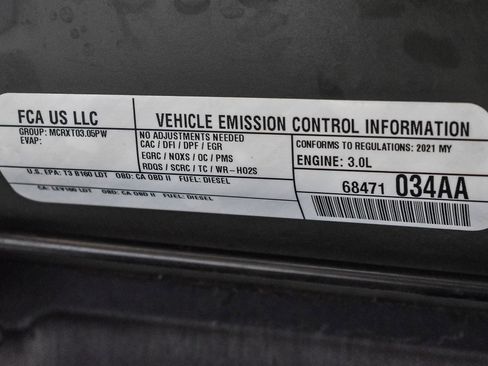 FCA US LLC
GROUP: MCRXT03.05PW
EVAP:
VEHICLE EMISSION CONTROL INFORMATION
NO ADJUSTMENTS NEEDED
CAC / DFI / DPF / EGR
EGRC / NOXS / OC / PMS
RDQS / SCRC / TC / WR-HO2S
CONFORMS TO REGULATIONS: 2021 MY
ENGINE: 3.0L
U.S. EPA: T3 B160 LDT OBD: CA OBD II FUEL: DIESEL
CA: LEV160 LDT OBD: CA OBD II FUEL: DIESEL
68471 034AA